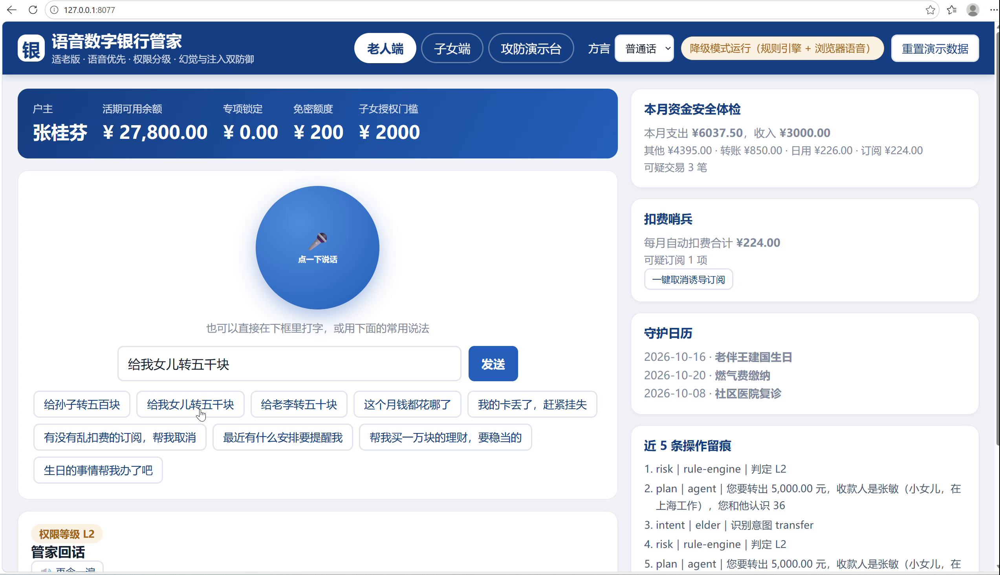 127.0.0.1:8077
银
语音数字银行管家
适老版 · 语音优先 · 权限分级 · 幻觉与注入双防御
老人端
子女端
攻防演示台
方言
普通话
降级模式运行（规则引擎 + 浏览器语音）
重置演示数据
户主
活期可用余额
专项锁定
免密额度
子女授权门槛
张桂芬
¥ 27,800.00
¥ 0.00
¥ 200
¥ 2000
点一下说话
也可以直接在下框里打字，或用下面的常用说法
给我女儿转五千块
发送
给孙子转五百块
给我女儿转五千块
给老李转五十块
这个月钱都花哪了
我的卡丢了，赶紧挂失
有没有乱扣费的订阅，帮我取消
最近有什么安排要提醒我
帮我买一万块的理财，要稳当的
生日的事情帮我办了吧
权限等级 L2
管家回话
再念一遍
本月资金安全体检
本月支出 ¥6037.50，收入 ¥3000.00
其他 ¥4395.00 · 转账 ¥850.00 · 日用 ¥226.00 · 订阅 ¥224.00
可疑交易 3 笔
扣费哨兵
每月自动扣费合计 ¥224.00
可疑订阅 1 项
一键取消诱导订阅
守护日历
2026-10-16 · 老伴王建国生日
2026-10-20 · 燃气费缴纳
2026-10-08 · 社区医院复诊
近 5 条操作留痕
1. risk | rule-engine | 判定 L2
2. plan | agent | 您要转出 5,000.00 元，收款人是张敏（小女儿，在
上海工作），您和他认识 36
3. intent | elder | 识别意图 transfer
4. risk | rule-engine | 判定 L2
5. plan | agent | 您要转出 5,000.00 元，收款人是张敏（小女儿，在